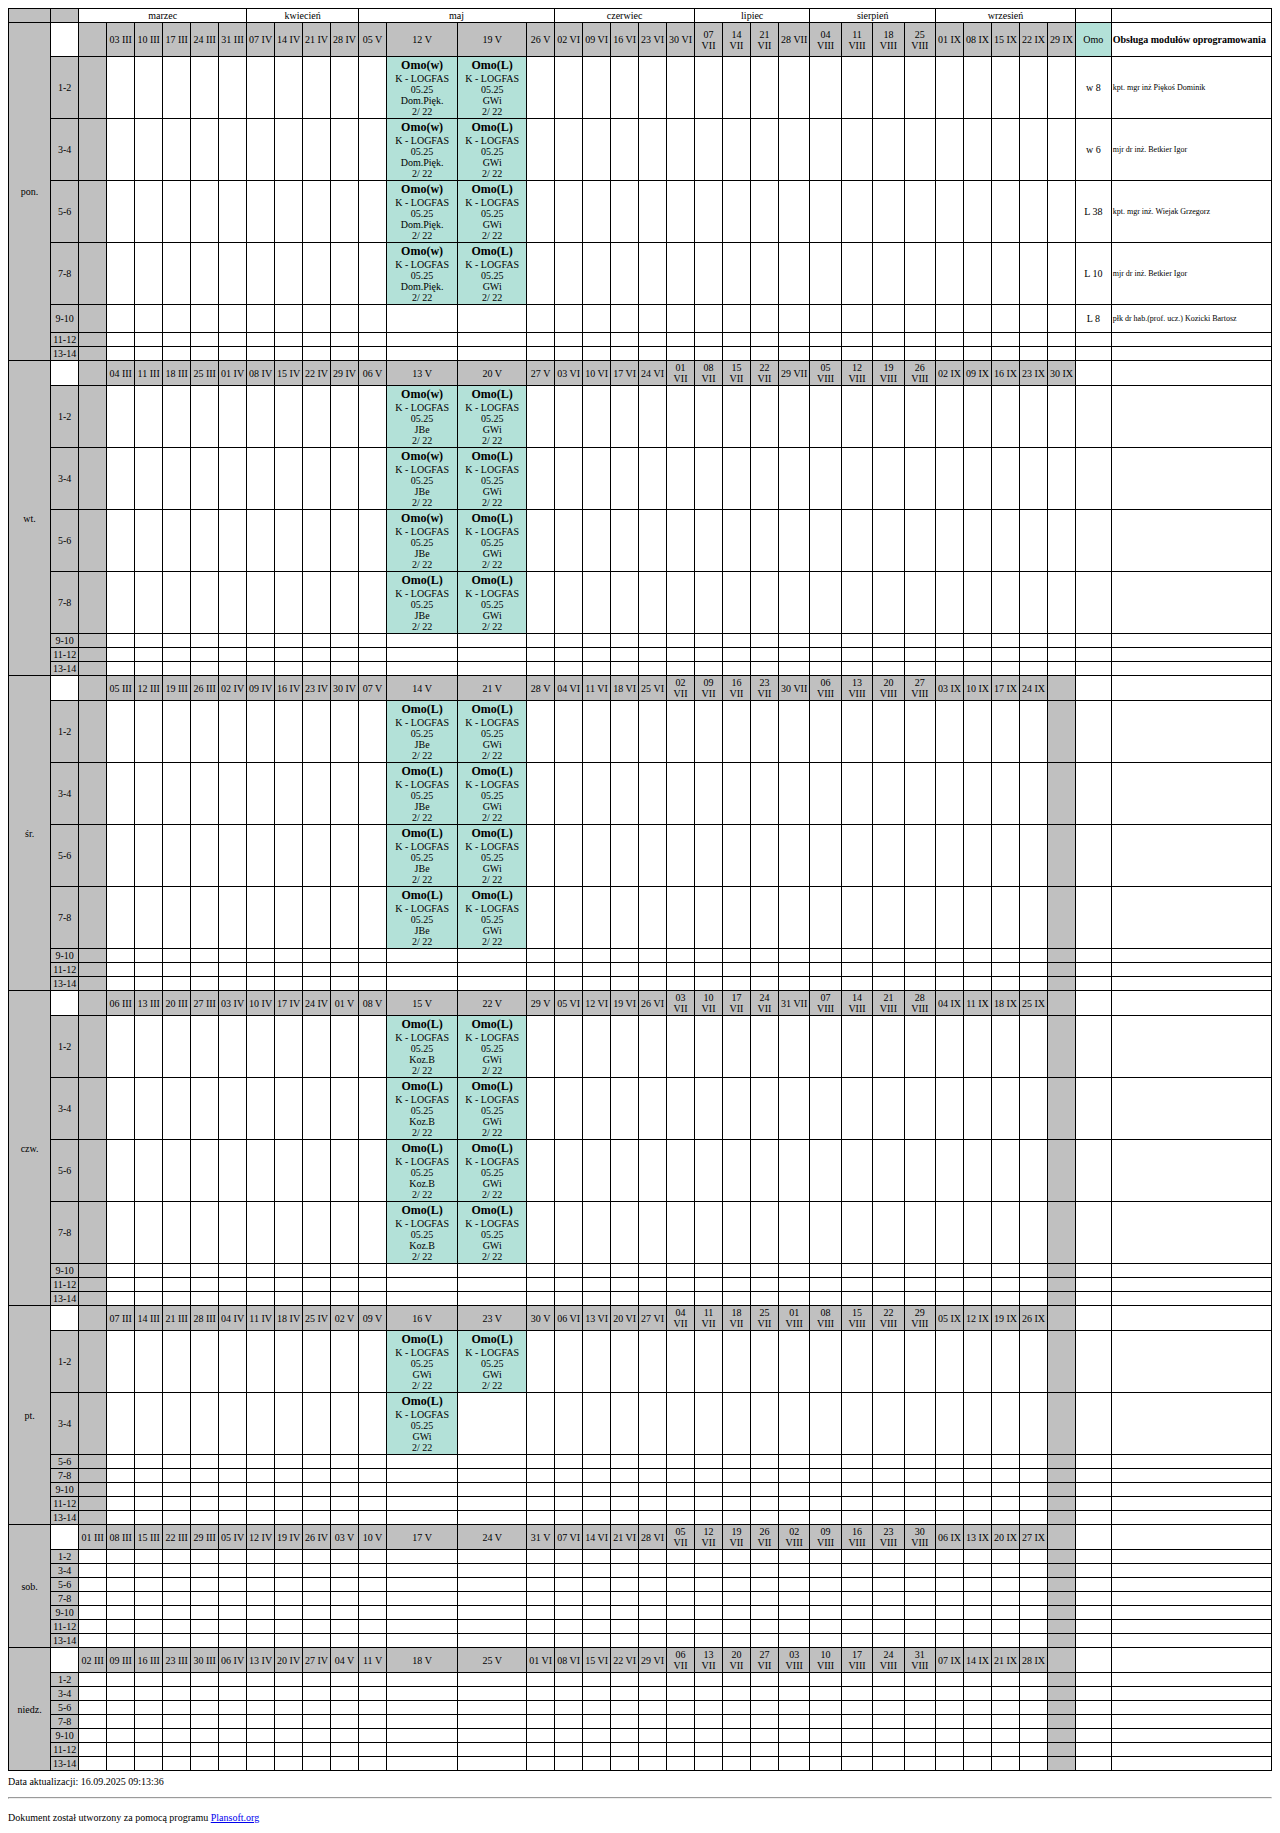 marzec kwiecień maj czerwiec lipiec sierpień wrzesień
pon. 03 III 10 III 17 III 24 III 31 III 07 IV 14 IV 21 IV 28 IV 05 V 12 V 19 V 26 V 02 VI 09 VI 16 VI 23 VI 30 VI 07 VII 14 VII 21 VII 28 VII 04 VIII 11 VIII 18 VIII 25 VIII 01 IX 08 IX 15 IX 22 IX 29 IX Omo Obsługa modułów oprogramowania
1-2 Omo(w) K - LOGFAS 05.25 Dom.Pięk. 2/ 22 Omo(L) K - LOGFAS 05.25 GWi 2/ 22 w 8 kpt. mgr inż Piękoś Dominik
3-4 Omo(w) K - LOGFAS 05.25 Dom.Pięk. 2/ 22 Omo(L) K - LOGFAS 05.25 GWi 2/ 22 w 6 mjr dr inż. Betkier Igor
5-6 Omo(w) K - LOGFAS 05.25 Dom.Pięk. 2/ 22 Omo(L) K - LOGFAS 05.25 GWi 2/ 22 L 38 kpt. mgr inż. Wiejak Grzegorz
7-8 Omo(w) K - LOGFAS 05.25 Dom.Pięk. 2/ 22 Omo(L) K - LOGFAS 05.25 GWi 2/ 22 L 10 mjr dr inż. Betkier Igor
9-10 L 8 płk dr hab.(prof. ucz.) Kozicki Bartosz
11-12
13-14
wt. 04 III 11 III 18 III 25 III 01 IV 08 IV 15 IV 22 IV 29 IV 06 V 13 V 20 V 27 V 03 VI 10 VI 17 VI 24 VI 01 VII 08 VII 15 VII 22 VII 29 VII 05 VIII 12 VIII 19 VIII 26 VIII 02 IX 09 IX 16 IX 23 IX 30 IX
1-2 Omo(w) K - LOGFAS 05.25 JBe 2/ 22 Omo(L) K - LOGFAS 05.25 GWi 2/ 22
3-4 Omo(w) K - LOGFAS 05.25 JBe 2/ 22 Omo(L) K - LOGFAS 05.25 GWi 2/ 22
5-6 Omo(w) K - LOGFAS 05.25 JBe 2/ 22 Omo(L) K - LOGFAS 05.25 GWi 2/ 22
7-8 Omo(L) K - LOGFAS 05.25 JBe 2/ 22 Omo(L) K - LOGFAS 05.25 GWi 2/ 22
9-10
11-12
13-14
śr. 05 III 12 III 19 III 26 III 02 IV 09 IV 16 IV 23 IV 30 IV 07 V 14 V 21 V 28 V 04 VI 11 VI 18 VI 25 VI 02 VII 09 VII 16 VII 23 VII 30 VII 06 VIII 13 VIII 20 VIII 27 VIII 03 IX 10 IX 17 IX 24 IX
1-2 Omo(L) K - LOGFAS 05.25 JBe 2/ 22 Omo(L) K - LOGFAS 05.25 GWi 2/ 22
3-4 Omo(L) K - LOGFAS 05.25 JBe 2/ 22 Omo(L) K - LOGFAS 05.25 GWi 2/ 22
5-6 Omo(L) K - LOGFAS 05.25 JBe 2/ 22 Omo(L) K - LOGFAS 05.25 GWi 2/ 22
7-8 Omo(L) K - LOGFAS 05.25 JBe 2/ 22 Omo(L) K - LOGFAS 05.25 GWi 2/ 22
9-10
11-12
13-14
czw. 06 III 13 III 20 III 27 III 03 IV 10 IV 17 IV 24 IV 01 V 08 V 15 V 22 V 29 V 05 VI 12 VI 19 VI 26 VI 03 VII 10 VII 17 VII 24 VII 31 VII 07 VIII 14 VIII 21 VIII 28 VIII 04 IX 11 IX 18 IX 25 IX
1-2 Omo(L) K - LOGFAS 05.25 Koz.B 2/ 22 Omo(L) K - LOGFAS 05.25 GWi 2/ 22
3-4 Omo(L) K - LOGFAS 05.25 Koz.B 2/ 22 Omo(L) K - LOGFAS 05.25 GWi 2/ 22
5-6 Omo(L) K - LOGFAS 05.25 Koz.B 2/ 22 Omo(L) K - LOGFAS 05.25 GWi 2/ 22
7-8 Omo(L) K - LOGFAS 05.25 Koz.B 2/ 22 Omo(L) K - LOGFAS 05.25 GWi 2/ 22
9-10
11-12
13-14
pt. 07 III 14 III 21 III 28 III 04 IV 11 IV 18 IV 25 IV 02 V 09 V 16 V 23 V 30 V 06 VI 13 VI 20 VI 27 VI 04 VII 11 VII 18 VII 25 VII 01 VIII 08 VIII 15 VIII 22 VIII 29 VIII 05 IX 12 IX 19 IX 26 IX
1-2 Omo(L) K - LOGFAS 05.25 GWi 2/ 22 Omo(L) K - LOGFAS 05.25 GWi 2/ 22
3-4 Omo(L) K - LOGFAS 05.25 GWi 2/ 22
5-6
7-8
9-10
11-12
13-14
sob. 01 III 08 III 15 III 22 III 29 III 05 IV 12 IV 19 IV 26 IV 03 V 10 V 17 V 24 V 31 V 07 VI 14 VI 21 VI 28 VI 05 VII 12 VII 19 VII 26 VII 02 VIII 09 VIII 16 VIII 23 VIII 30 VIII 06 IX 13 IX 20 IX 27 IX
1-2
3-4
5-6
7-8
9-10
11-12
13-14
niedz. 02 III 09 III 16 III 23 III 30 III 06 IV 13 IV 20 IV 27 IV 04 V 11 V 18 V 25 V 01 VI 08 VI 15 VI 22 VI 29 VI 06 VII 13 VII 20 VII 27 VII 03 VIII 10 VIII 17 VIII 24 VIII 31 VIII 07 IX 14 IX 21 IX 28 IX
1-2
3-4
5-6
7-8
9-10
11-12
13-14
Data aktualizacji: 16.09.2025 09:13:36
Dokument został utworzony za pomocą programu Plansoft.org